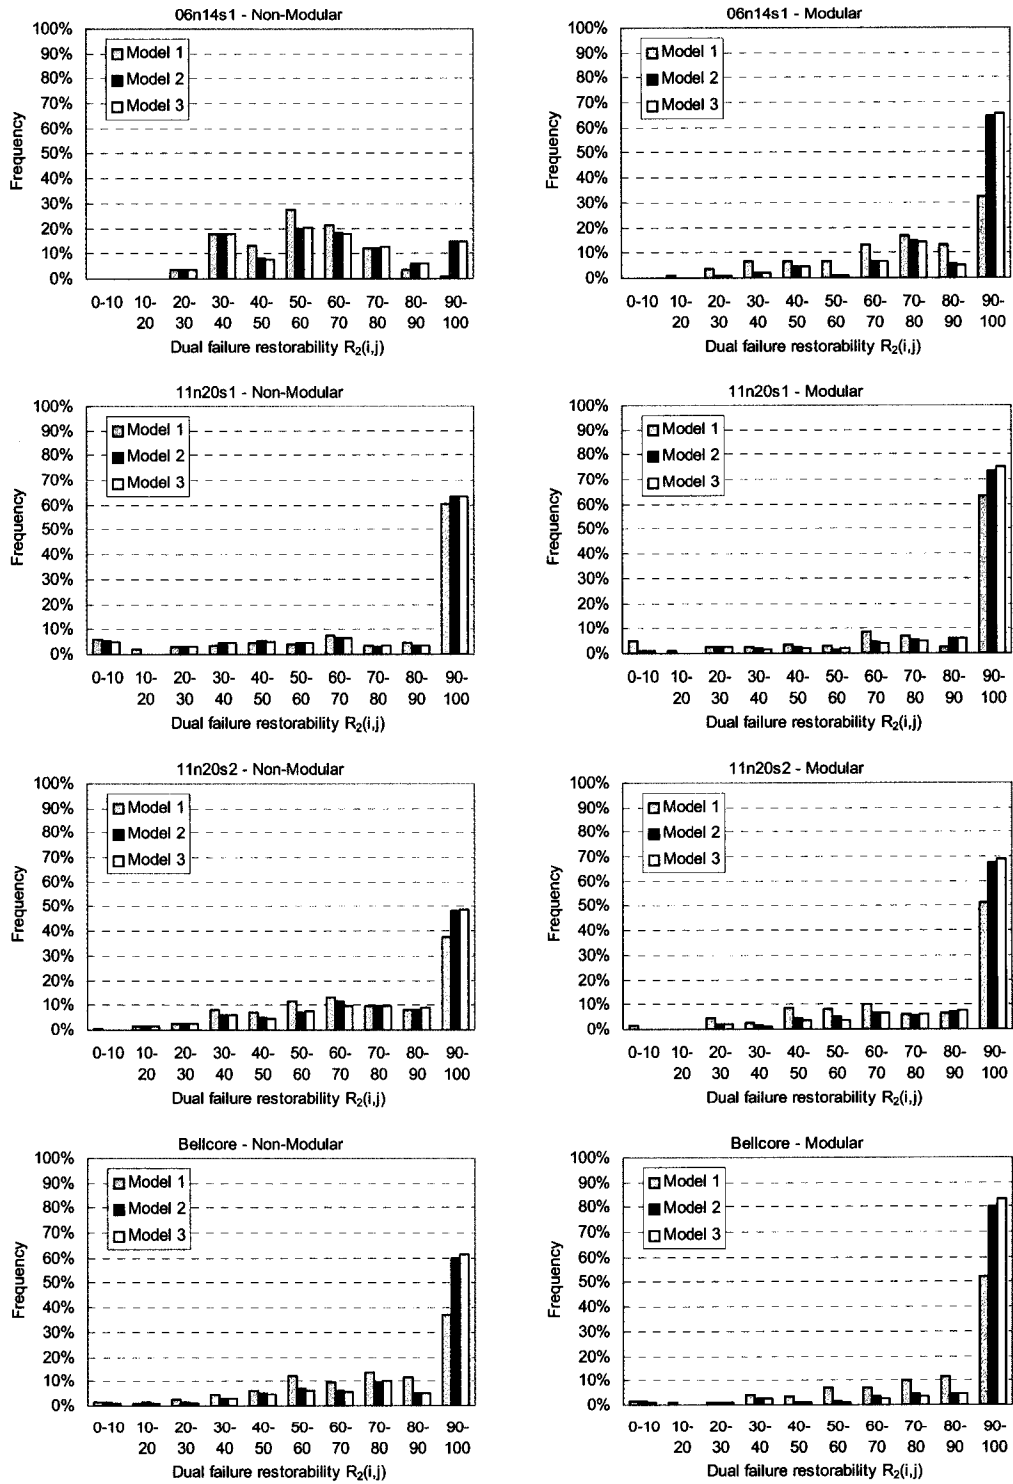 06n14s1 - Non-Modular
100%
90%
80%
70%
60%
50%
40%
30%
20%
10%
0%
Frequency
Model 1
Model 2
Model 3
0-10 10- 20- 30- 40- 50- 60- 70- 80- 90-
20 30 40 50 60 70 80 90 100
Dual failure restorability R2(i,j)
06n14s1 - Modular
100%
90%
80%
70%
60%
50%
40%
30%
20%
10%
0%
Frequency
Model 1
Model 2
Model 3
0-10 10- 20- 30- 40- 50- 60- 70- 80- 90-
20 30 40 50 60 70 80 90 100
Dual failure restorability R2(i,j)
11n20s1 - Non-Modular
100%
90%
80%
70%
60%
50%
40%
30%
20%
10%
0%
Frequency
Model 1
Model 2
Model 3
0-10 10- 20- 30- 40- 50- 60- 70- 80- 90-
20 30 40 50 60 70 80 90 100
Dual failure restorability R2(i,j)
11n20s1 - Modular
100%
90%
80%
70%
60%
50%
40%
30%
20%
10%
0%
Frequency
Model 1
Model 2
Model 3
0-10 10- 20- 30- 40- 50- 60- 70- 80- 90-
20 30 40 50 60 70 80 90 100
Dual failure restorability R2(i,j)
11n20s2 - Non-Modular
100%
90%
80%
70%
60%
50%
40%
30%
20%
10%
0%
Frequency
Model 1
Model 2
Model 3
0-10 10- 20- 30- 40- 50- 60- 70- 80- 90-
20 30 40 50 60 70 80 90 100
Dual failure restorability R2(i,j)
11n20s2 - Modular
100%
90%
80%
70%
60%
50%
40%
30%
20%
10%
0%
Frequency
Model 1
Model 2
Model 3
0-10 10- 20- 30- 40- 50- 60- 70- 80- 90-
20 30 40 50 60 70 80 90 100
Dual failure restorability R2(i,j)
Bellcore - Non-Modular
100%
90%
80%
70%
60%
50%
40%
30%
20%
10%
0%
Frequency
Model 1
Model 2
Model 3
0-10 10- 20- 30- 40- 50- 60- 70- 80- 90-
20 30 40 50 60 70 80 90 100
Dual failure restorability R2(i,j)
Bellcore - Modular
100%
90%
80%
70%
60%
50%
40%
30%
20%
10%
0%
Frequency
Model 1
Model 2
Model 3
0-10 10- 20- 30- 40- 50- 60- 70- 80- 90-
20 30 40 50 60 70 80 90 100
Dual failure restorability R2(i,j)